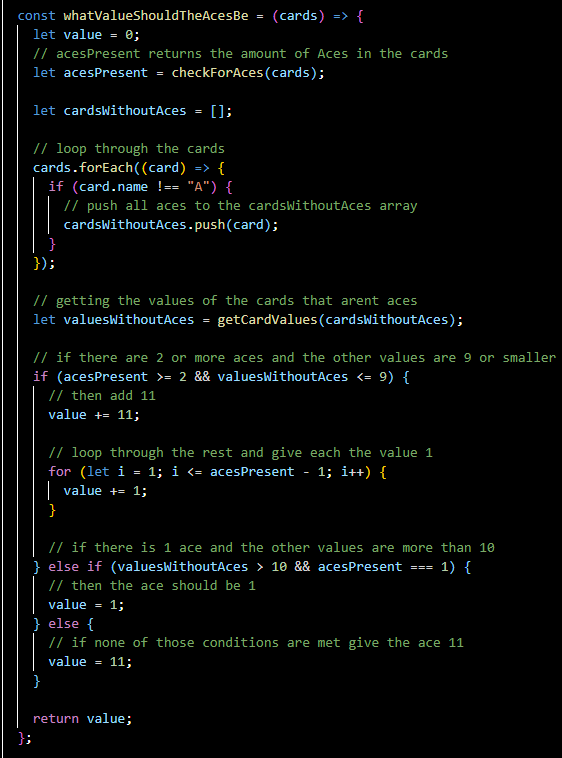 const whatValueShouldTheAcesBe = (cards) => {
let value = 0;
// acesPresent returns the amount of Aces in the cards
let acesPresent = checkForAces(cards);
let cardsWithoutAces = [];
// loop through the cards
cards.forEach((card) => {
if (card.name !== "A") {
// push all aces to the cardsWithoutAces array
cardsWithoutAces.push(card);
}
});
// getting the values of the cards that arent aces
let valuesWithoutAces = getCardValues(cardsWithoutAces);
// if there are 2 or more aces and the other values are 9 or smaller
if (acesPresent >= 2 && valuesWithoutAces <= 9) {
// then add 11
value += 11;
// loop through the rest and give each the value 1
for (let i = 1; i <= acesPresent - 1; i++) {
value += 1;
}
// if there is 1 ace and the other values are more than 10
} else if (valuesWithoutAces > 10 && acesPresent === 1) {
// then the ace should be 1
value = 1;
} else {
// if none of those conditions are met give the ace 11
value = 11;
}
return value;
};